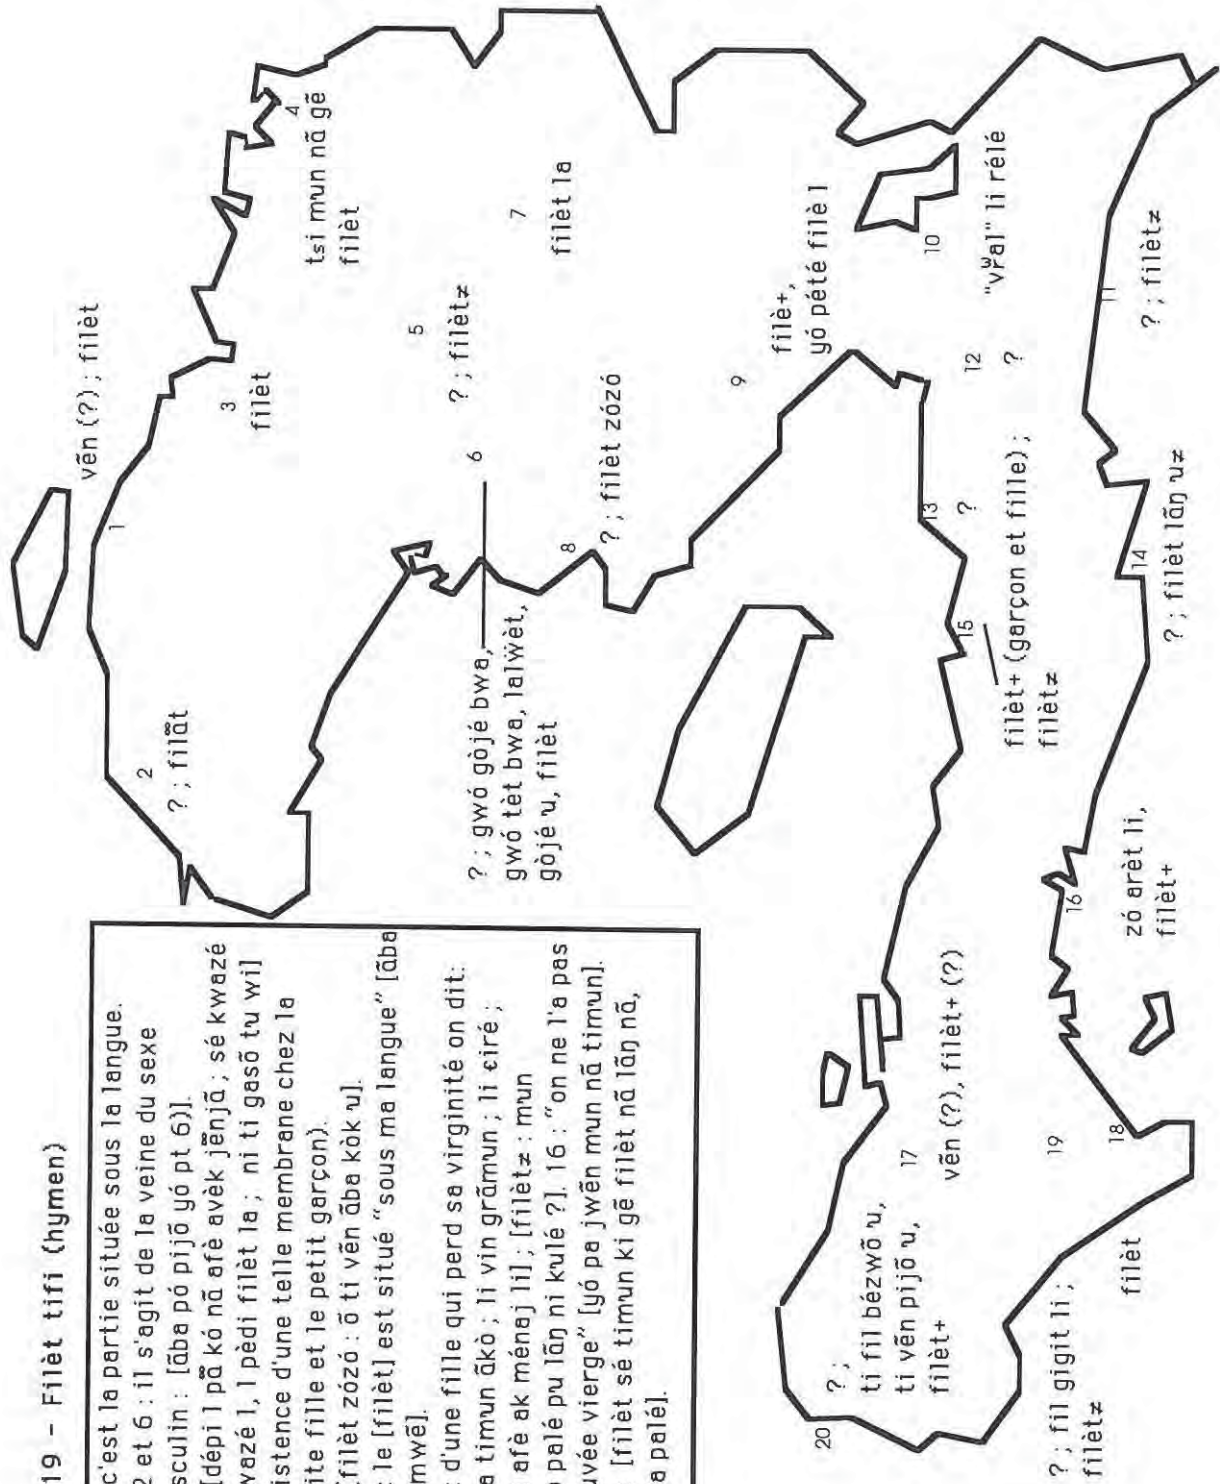 19 - Filèt tifi (hymen)
c'est la partie située sous la langue.
2 et 6 : il s'agit de la veine du sexe
sculin : [ãba pó pijõ yó pt 6)].
[dépi l pã kó nã afè avèk jẽnjã ; sé kwazé
wazé l, l pèdi filèt la ; ni ti gasõ tu wi]
istence d'une telle membrane chez la
ite fille et le petit garçon).
[filèt zózó : õ ti vẽn ãba kòk u].
: le [filèt] est situé "sous ma langue" [ãba
mwẽ].
: d'une fille qui perd sa virginité on dit:
a timun ãkò ; li vin grãmun ; li ɛiré ;
afè ak ménaj li] ; [filèt≠ : mun
palé pu lãŋ ni kulé ?]. 16 : "on ne l'a pas
uvée vierge" [yó pa jwẽn mun nã timun].
[filèt sé timun ki gẽ filèt nã lãŋ nã,
a palé].
1
vẽn (?) ; filèt
2
? ; filãt
3
filèt
4
tsi mun nã gẽ
filèt
5
? ; filèt≠
6
? ; gwó gòjé bwa,
gwó tèt bwa, lalẅèt,
gòjé u, filèt
7
filèt la
8
? ; filèt zózó
9
filè+,
yó pété filè l
10
"vral" li rélé
11
? ; filèt≠
12
?
13
?
14
? ; filèt lãŋ u≠
15
filèt+ (garçon et fille) ;
filèt≠
16
zó arèt li,
filèt+
17
vẽn (?), filèt+ (?)
18
19
filèt
? ; fil gigit li ;
filèt≠
20
? ;
ti fil bézwõ u,
ti vẽn pijõ u,
filèt+